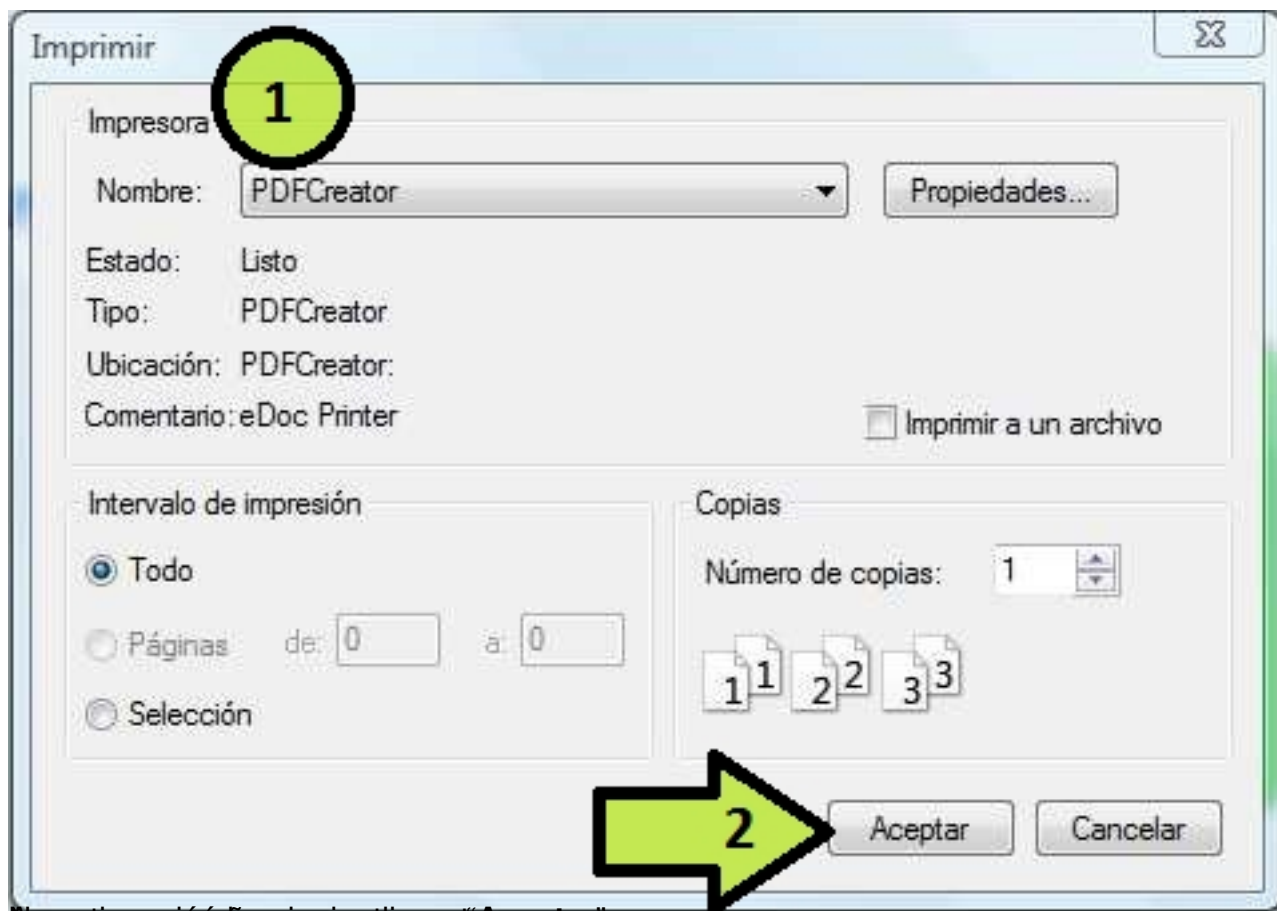 Imprimir
1
Impresora
Nombre: PDFCreator Propiedades...
Estado: Listo
Tipo: PDFCreator
Ubicación: PDFCreator:
Comentario: eDoc Printer
Imprimir a un archivo
Intervalo de impresión
Todo
Páginas de: 0 a: 0
Selección
Copias
Número de copias: 1
1 1 2 2 3 3
2
Aceptar Cancelar